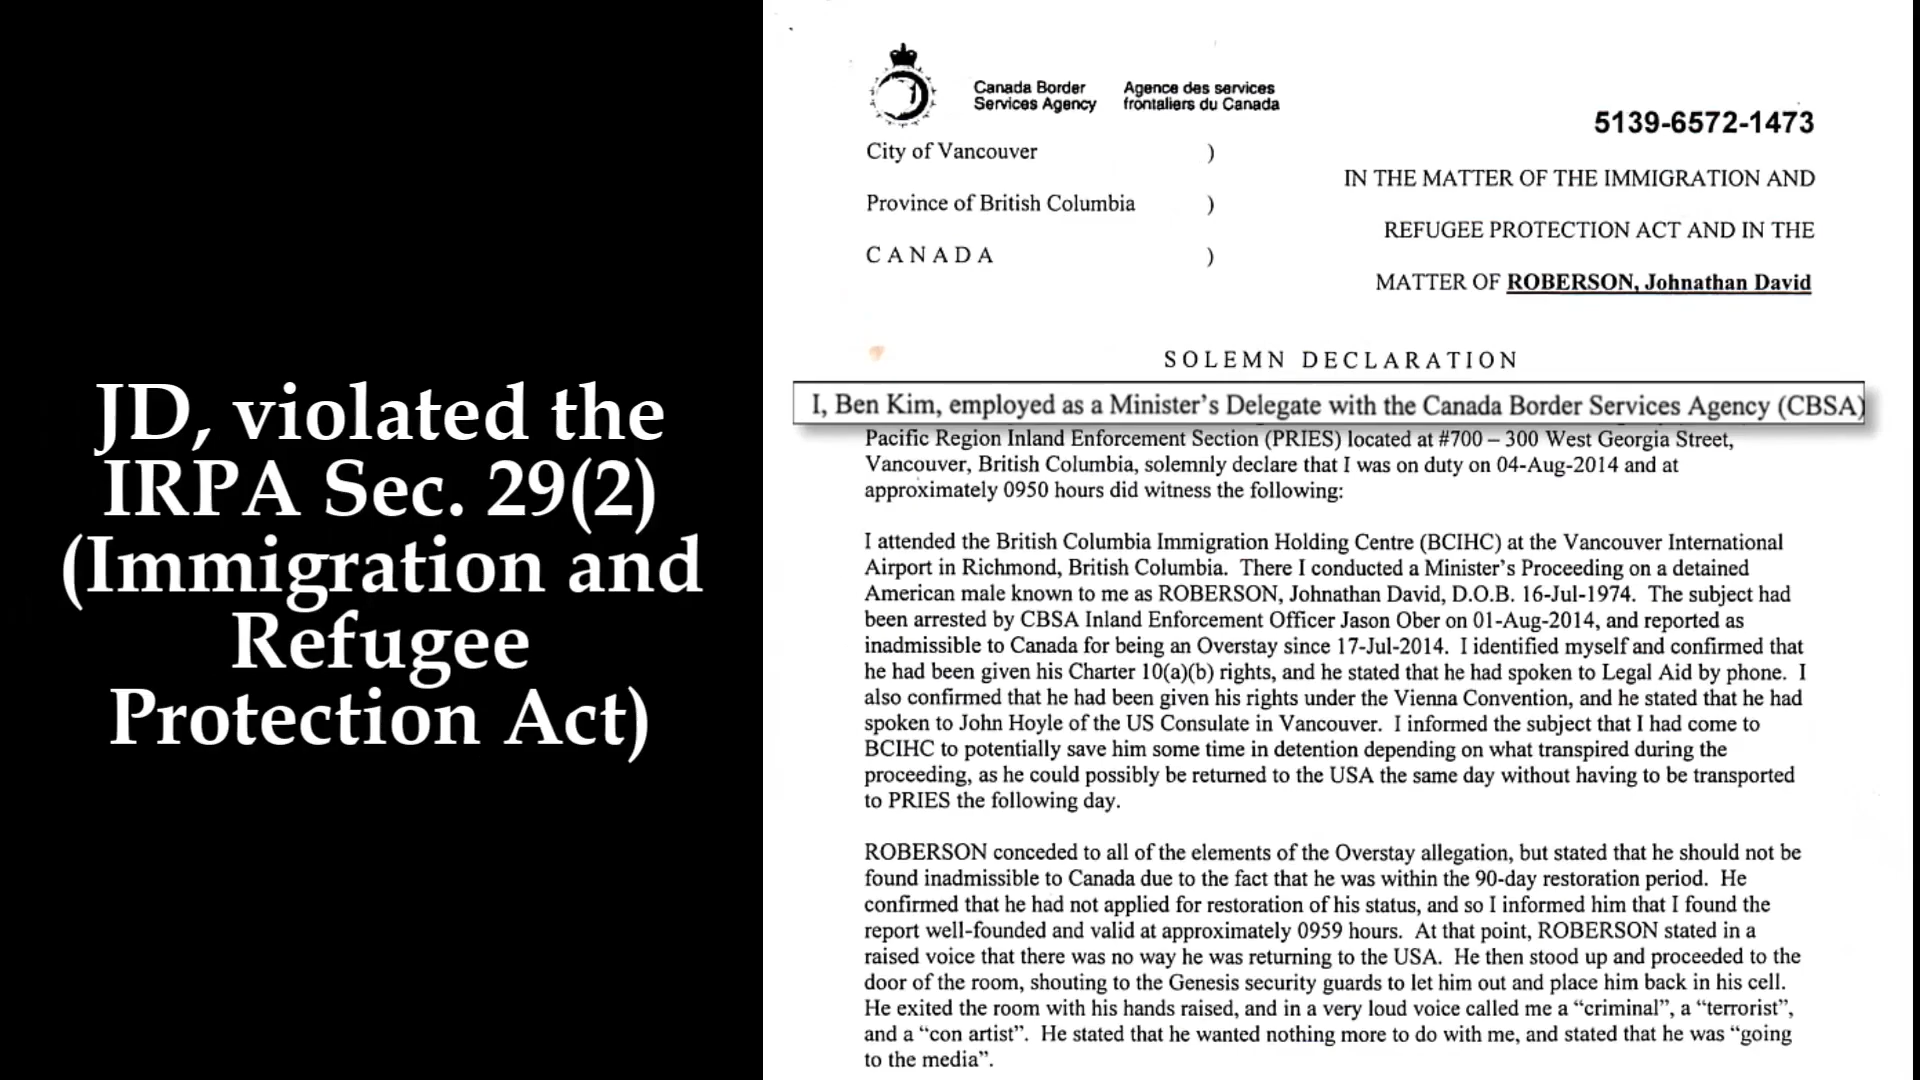 JD, violated the
IRPA Sec. 29(2)
(Immigration and
Refugee
Protection Act)
Canada Border
Services Agency
Agence des services
frontaliers du Canada
5139-6572-1473
City of Vancouver )
Province of British Columbia )
CANADA )
IN THE MATTER OF THE IMMIGRATION AND
REFUGEE PROTECTION ACT AND IN THE
MATTER OF ROBERSON, Johnathan David
SOLEMN DECLARATION
I, Ben Kim, employed as a Minister's Delegate with the Canada Border Services Agency (CBSA)
Pacific Region Inland Enforcement Section (PRIES) located at #700 – 300 West Georgia Street,
Vancouver, British Columbia, solemnly declare that I was on duty on 04-Aug-2014 and at
approximately 0950 hours did witness the following:
I attended the British Columbia Immigration Holding Centre (BCIHC) at the Vancouver International
Airport in Richmond, British Columbia. There I conducted a Minister's Proceeding on a detained
American male known to me as ROBERSON, Johnathan David, D.O.B. 16-Jul-1974. The subject had
been arrested by CBSA Inland Enforcement Officer Jason Ober on 01-Aug-2014, and reported as
inadmissible to Canada for being an Overstay since 17-Jul-2014. I identified myself and confirmed that
he had been given his Charter 10(a)(b) rights, and he stated that he had spoken to Legal Aid by phone. I
also confirmed that he had been given his rights under the Vienna Convention, and he stated that he had
spoken to John Hoyle of the US Consulate in Vancouver. I informed the subject that I had come to
BCIHC to potentially save him some time in detention depending on what transpired during the
proceeding, as he could possibly be returned to the USA the same day without having to be transported
to PRIES the following day.
ROBERSON conceded to all of the elements of the Overstay allegation, but stated that he should not be
found inadmissible to Canada due to the fact that he was within the 90-day restoration period. He
confirmed that he had not applied for restoration of his status, and so I informed him that I found the
report well-founded and valid at approximately 0959 hours. At that point, ROBERSON stated in a
raised voice that there was no way he was returning to the USA. He then stood up and proceeded to the
door of the room, shouting to the Genesis security guards to let him out and place him back in his cell.
He exited the room with his hands raised, and in a very loud voice called me a "criminal", a "terrorist",
and a "con artist". He stated that he wanted nothing more to do with me, and stated that he was "going
to the media".